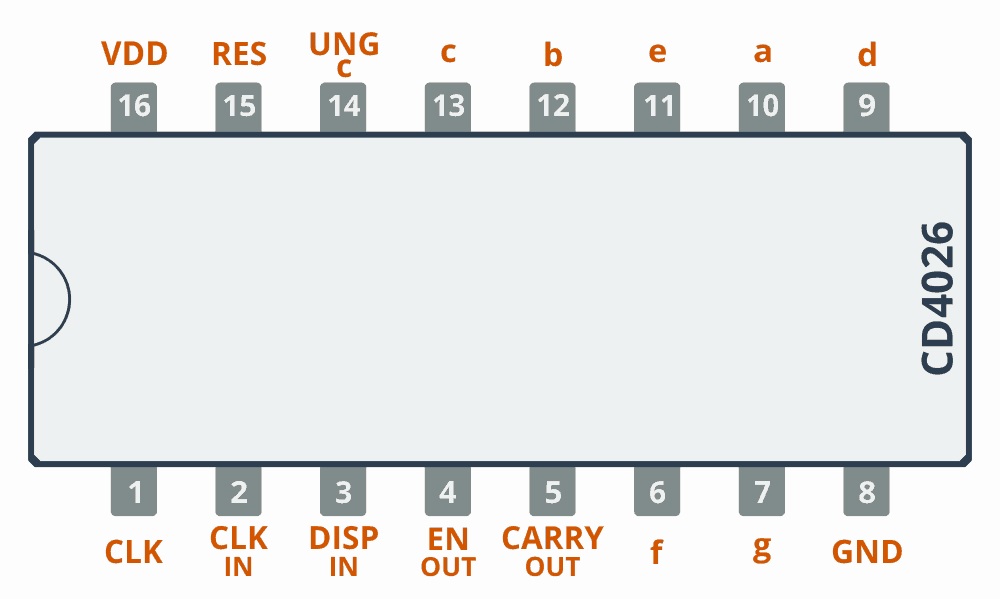 VDD RES UNG c b e a d
C
16 15 14 13 12 11 10 9
CD4026
1 2 3 4 5 6 7 8
CLK CLK DISP EN CARRY f g GND
IN IN OUT OUT